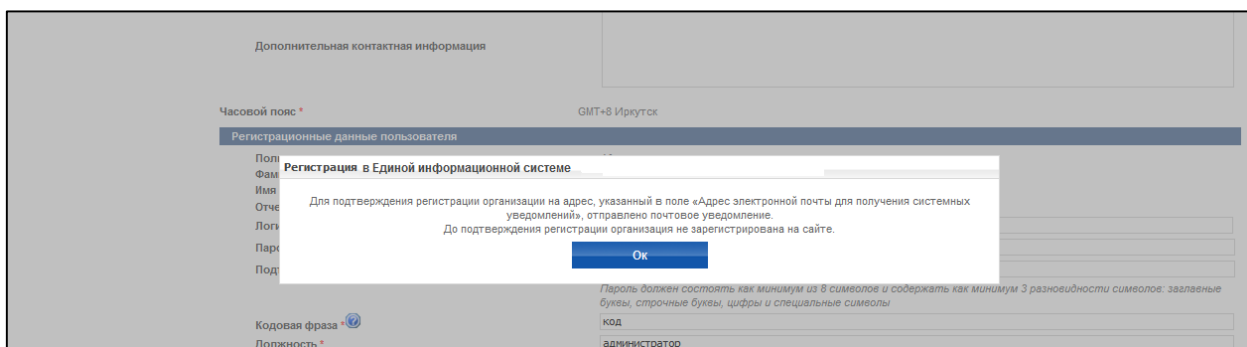 Дополнительная контактная информация
Часовой пояс * GMT+8 Иркутск
Регистрационные данные пользователя
Регистрация в Единой информационной системе
Имя
Для подтверждения регистрации организации на адрес, указанный в поле «Адрес электронной почты для получения системных
уведомлений», отправлено почтовое уведомление.
До подтверждения регистрации организация не зарегистрирована на сайте.
Ок
Пароль должен состоять как минимум из 8 символов и содержать как минимум 3 разновидности символов: заглавные
буквы, строчные буквы, цифры и специальные символы
Кодовая фраза * код
Должность * администратор